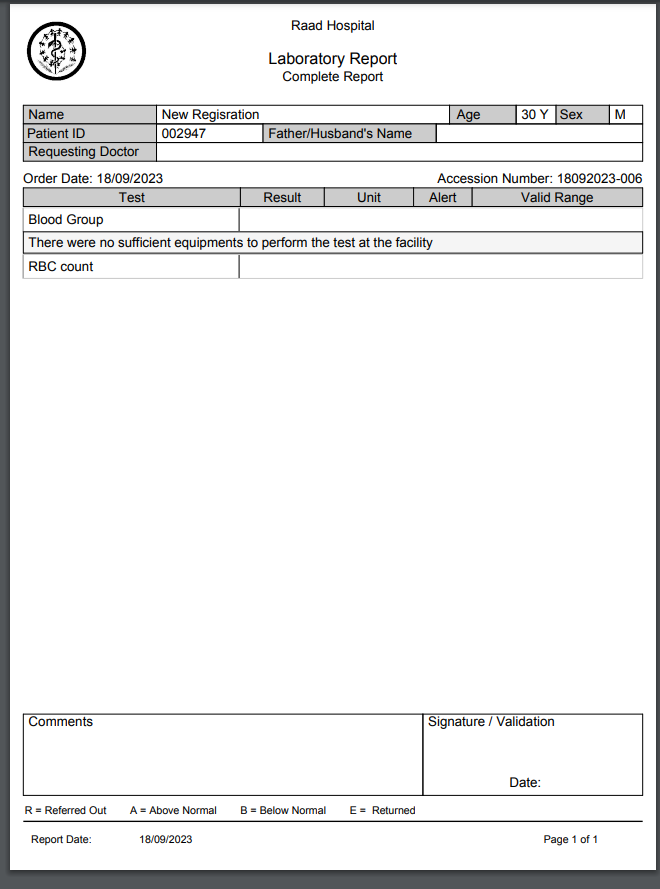 Raad Hospital
Laboratory Report
Complete Report
Name New Regisration Age 30 Y Sex M
Patient ID 002947 Father/Husband's Name
Requesting Doctor
Order Date: 18/09/2023 Accession Number: 18092023-006
Test Result Unit Alert Valid Range
Blood Group
There were no sufficient equipments to perform the test at the facility
RBC count
Comments Signature / Validation
Date:
R = Referred Out A = Above Normal B = Below Normal E = Returned
Report Date: 18/09/2023 Page 1 of 1